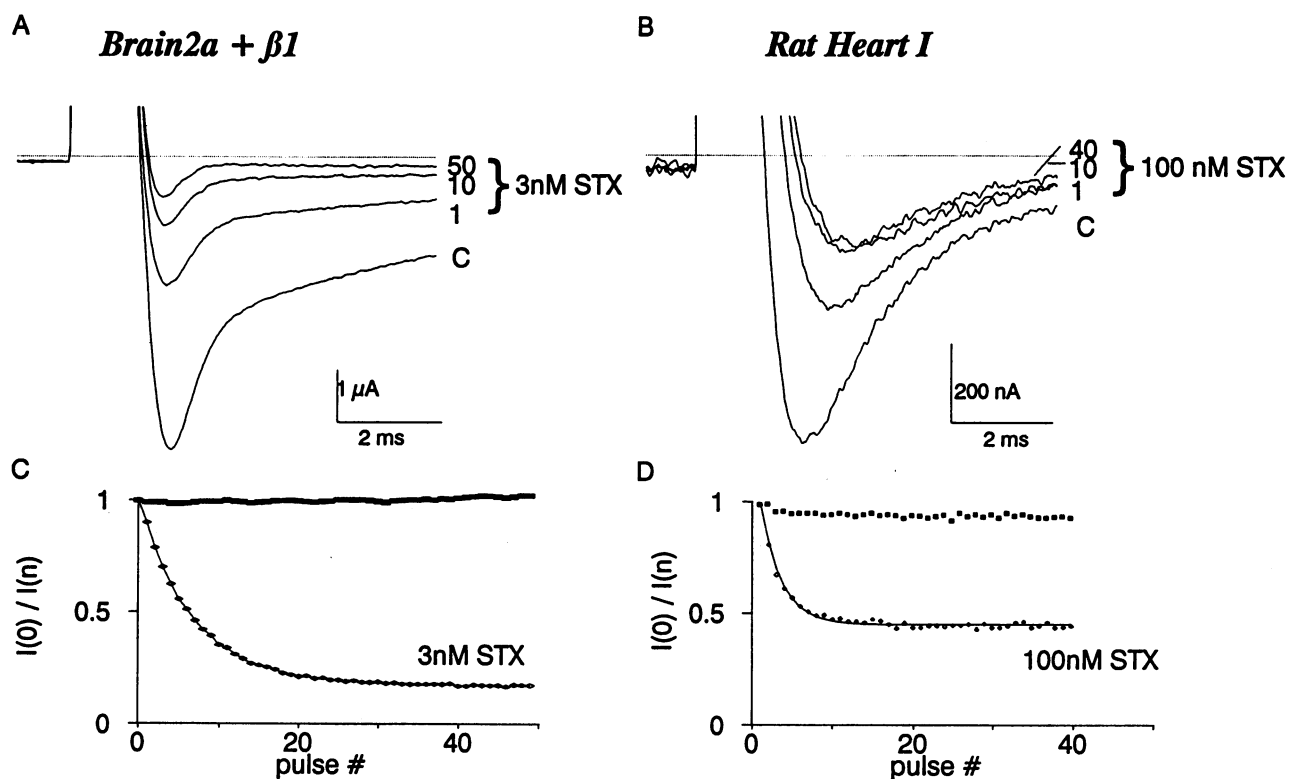 A
Brain2a + β1
50
10
1
} 3nM STX
C
1 µA
2 ms
B
Rat Heart I
40
10
1
} 100 nM STX
C
200 nA
2 ms
C
I(0) / I(n)
1
0.5
0
3nM STX
0
20
40
pulse #
D
I(0) / I(n)
1
0.5
0
100nM STX
0
20
40
pulse #